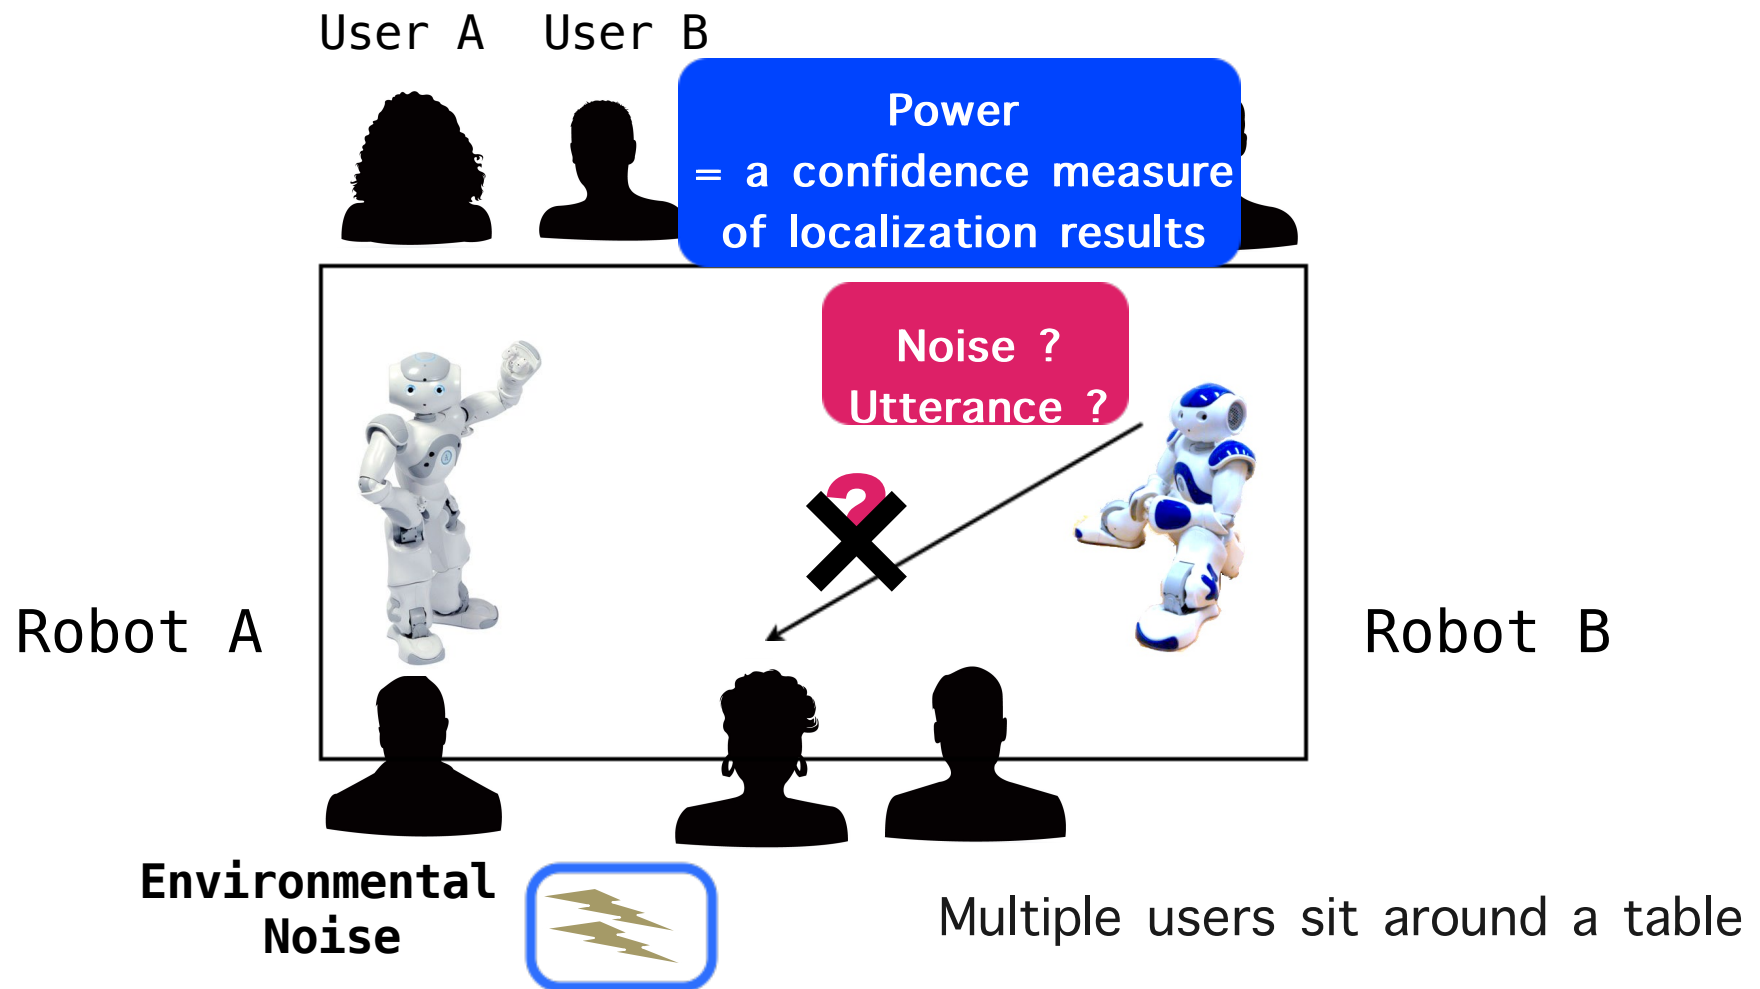 User A User B
Power
= a confidence measure
of localization results
Noise ?
Utterance ?
?
Robot A
Robot B
Environmental
Noise
Multiple users sit around a table